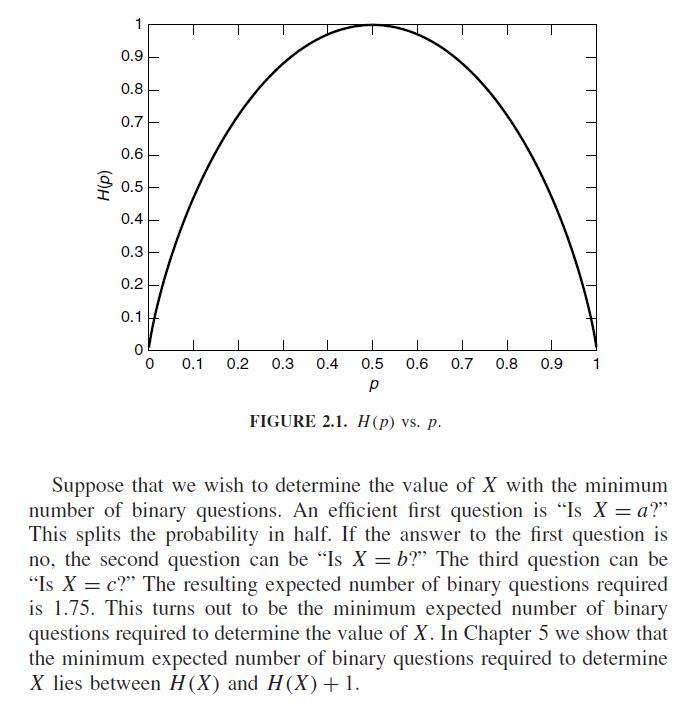 1
0.9
0.8
0.7
0.6
0.5
0.4
0.3
0.2
0.1
0
H(p)
0 0.1 0.2 0.3 0.4 0.5 0.6 0.7 0.8 0.9 1
p
FIGURE 2.1. H(p) vs. p.
Suppose that we wish to determine the value of X with the minimum
number of binary questions. An efficient first question is “Is X = a?”
This splits the probability in half. If the answer to the first question is
no, the second question can be “Is X = b?” The third question can be
“Is X = c?” The resulting expected number of binary questions required
is 1.75. This turns out to be the minimum expected number of binary
questions required to determine the value of X. In Chapter 5 we show that
the minimum expected number of binary questions required to determine
X lies between H(X) and H(X) + 1.